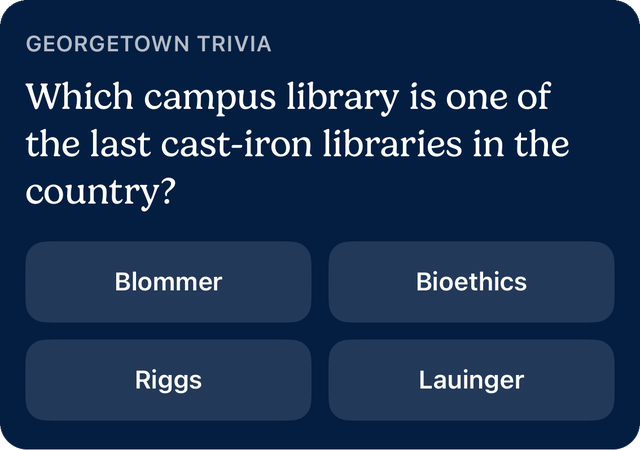 GEORGETOWN TRIVIA
Which campus library is one of
the last cast-iron libraries in the
country?
Blommer
Bioethics
Riggs
Lauinger